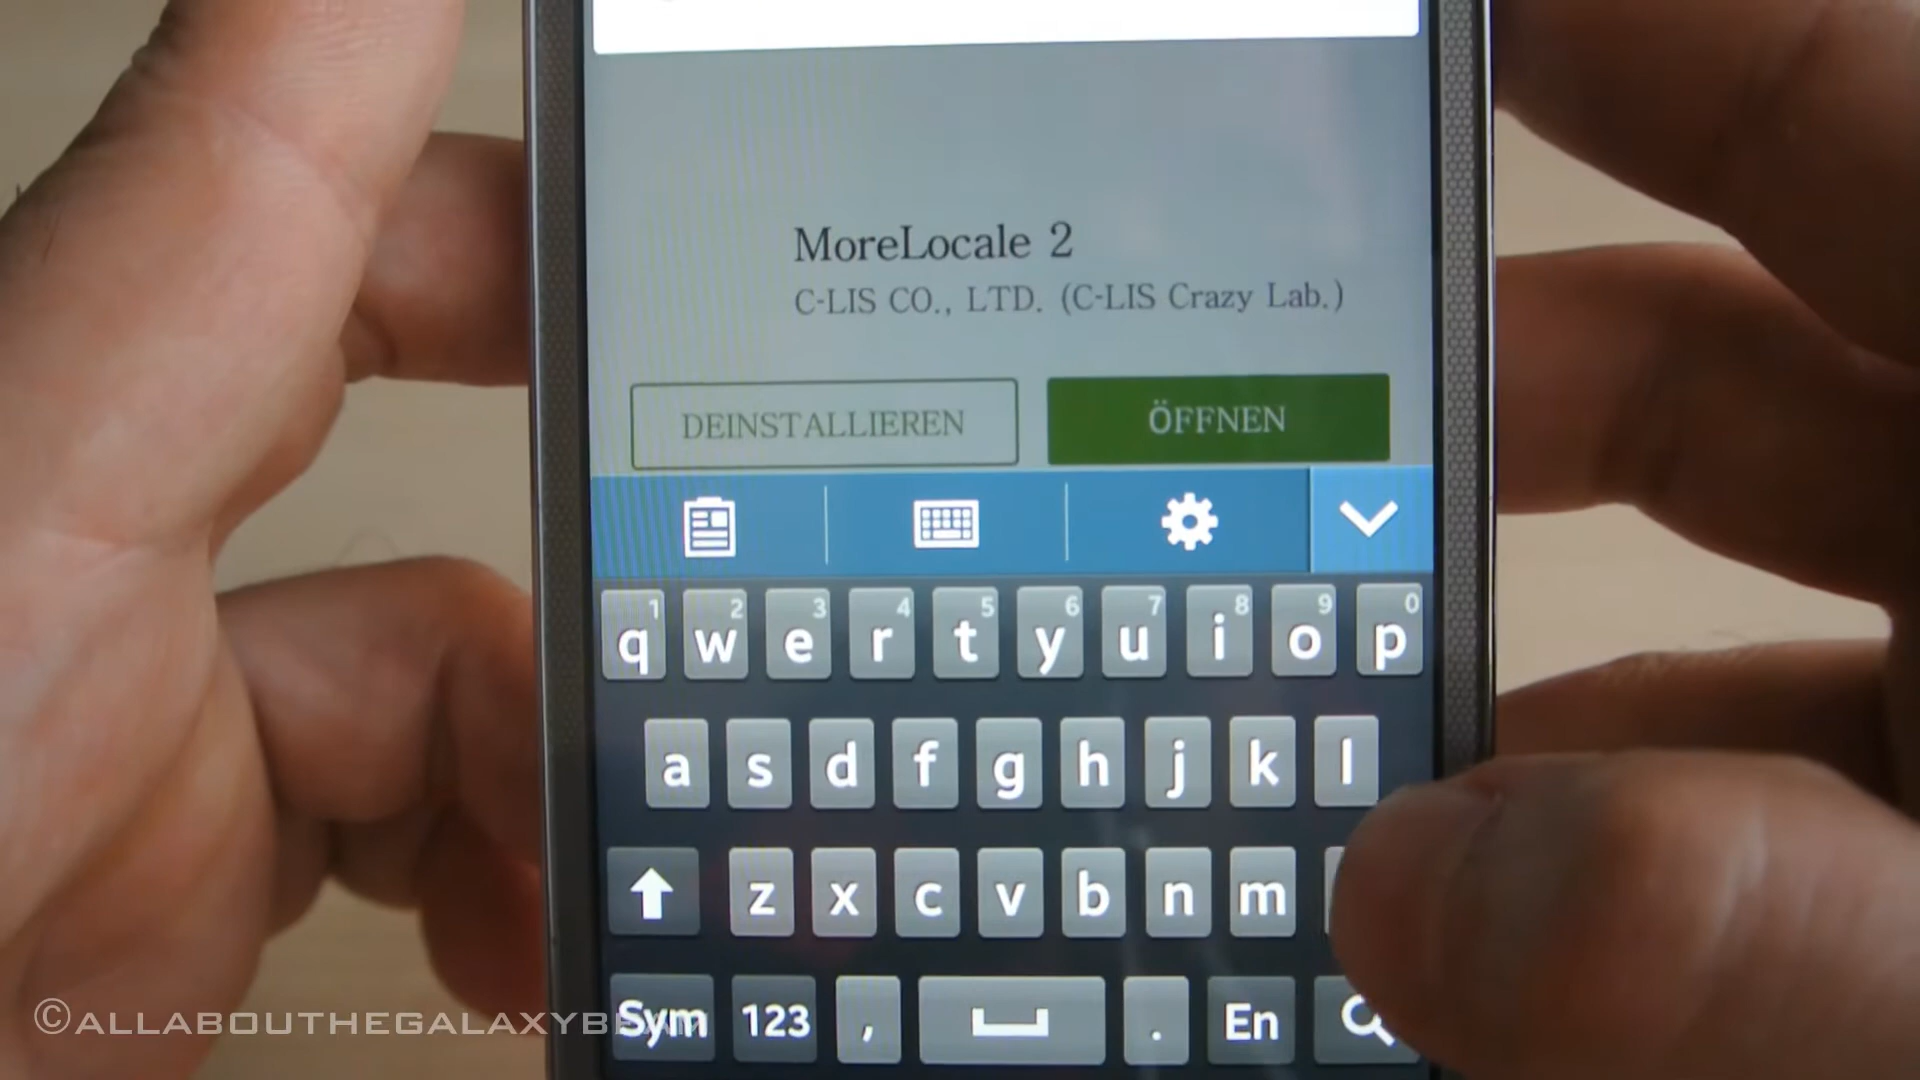 MoreLocale 2
C-LIS CO., LTD. (C-LIS Crazy Lab.)
DEINSTALLIEREN ÖFFNEN
1 2 3 4 5 6 7 8 9 0
q w e r t y u i o p
a s d f g h j k l
z x c v b n m
Sym 123 , . En
©ALLABOUTHEGALAXYBEAM